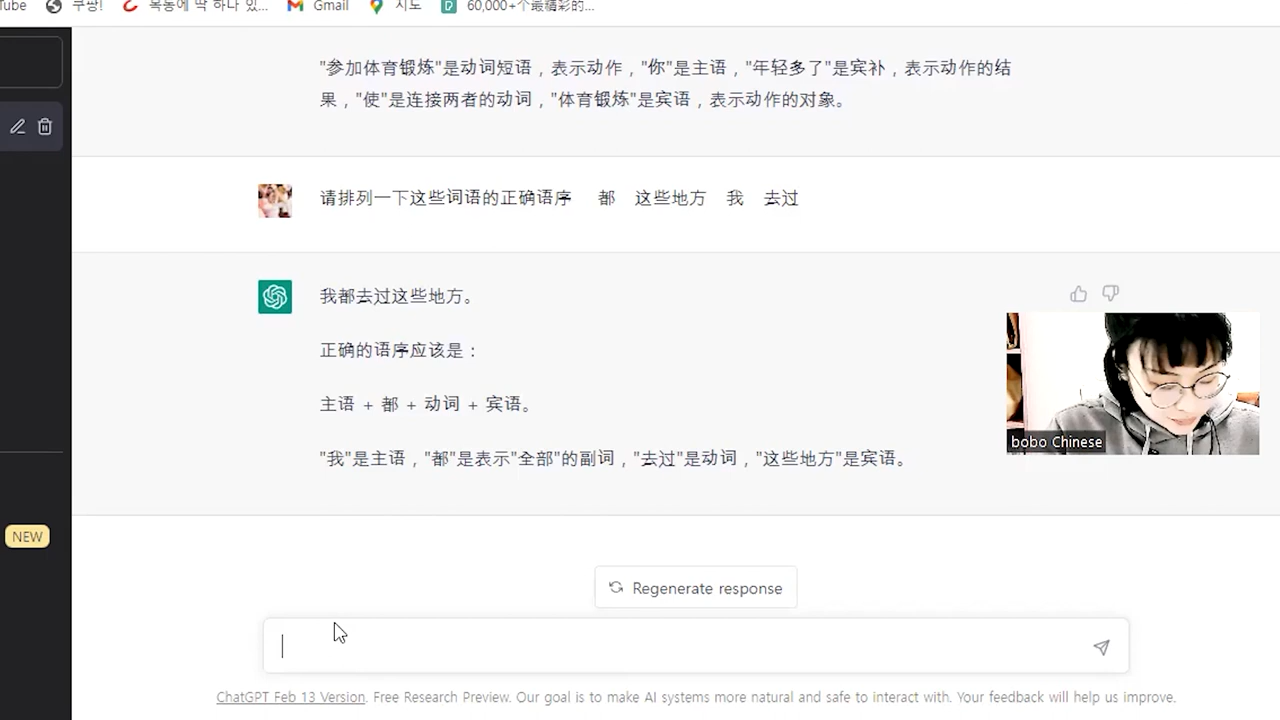 Tube 쿠팡! 목동에 딱 하나 있... Gmail 지도 60,000+个最精彩的...
"参加体育锻炼"是动词短语，表示动作，"你"是主语，"年轻多了"是宾补，表示动作的结
果，"使"是连接两者的动词，"体育锻炼"是宾语，表示动作的对象。
请排列一下这些词语的正确语序 都 这些地方 我 去过
我都去过这些地方。
正确的语序应该是：
主语 + 都 + 动词 + 宾语。
"我"是主语，"都"是表示"全部"的副词，"去过"是动词，"这些地方"是宾语。
bobo Chinese
NEW
Regenerate response
ChatGPT Feb 13 Version. Free Research Preview. Our goal is to make AI systems more natural and safe to interact with. Your feedback will help us improve.